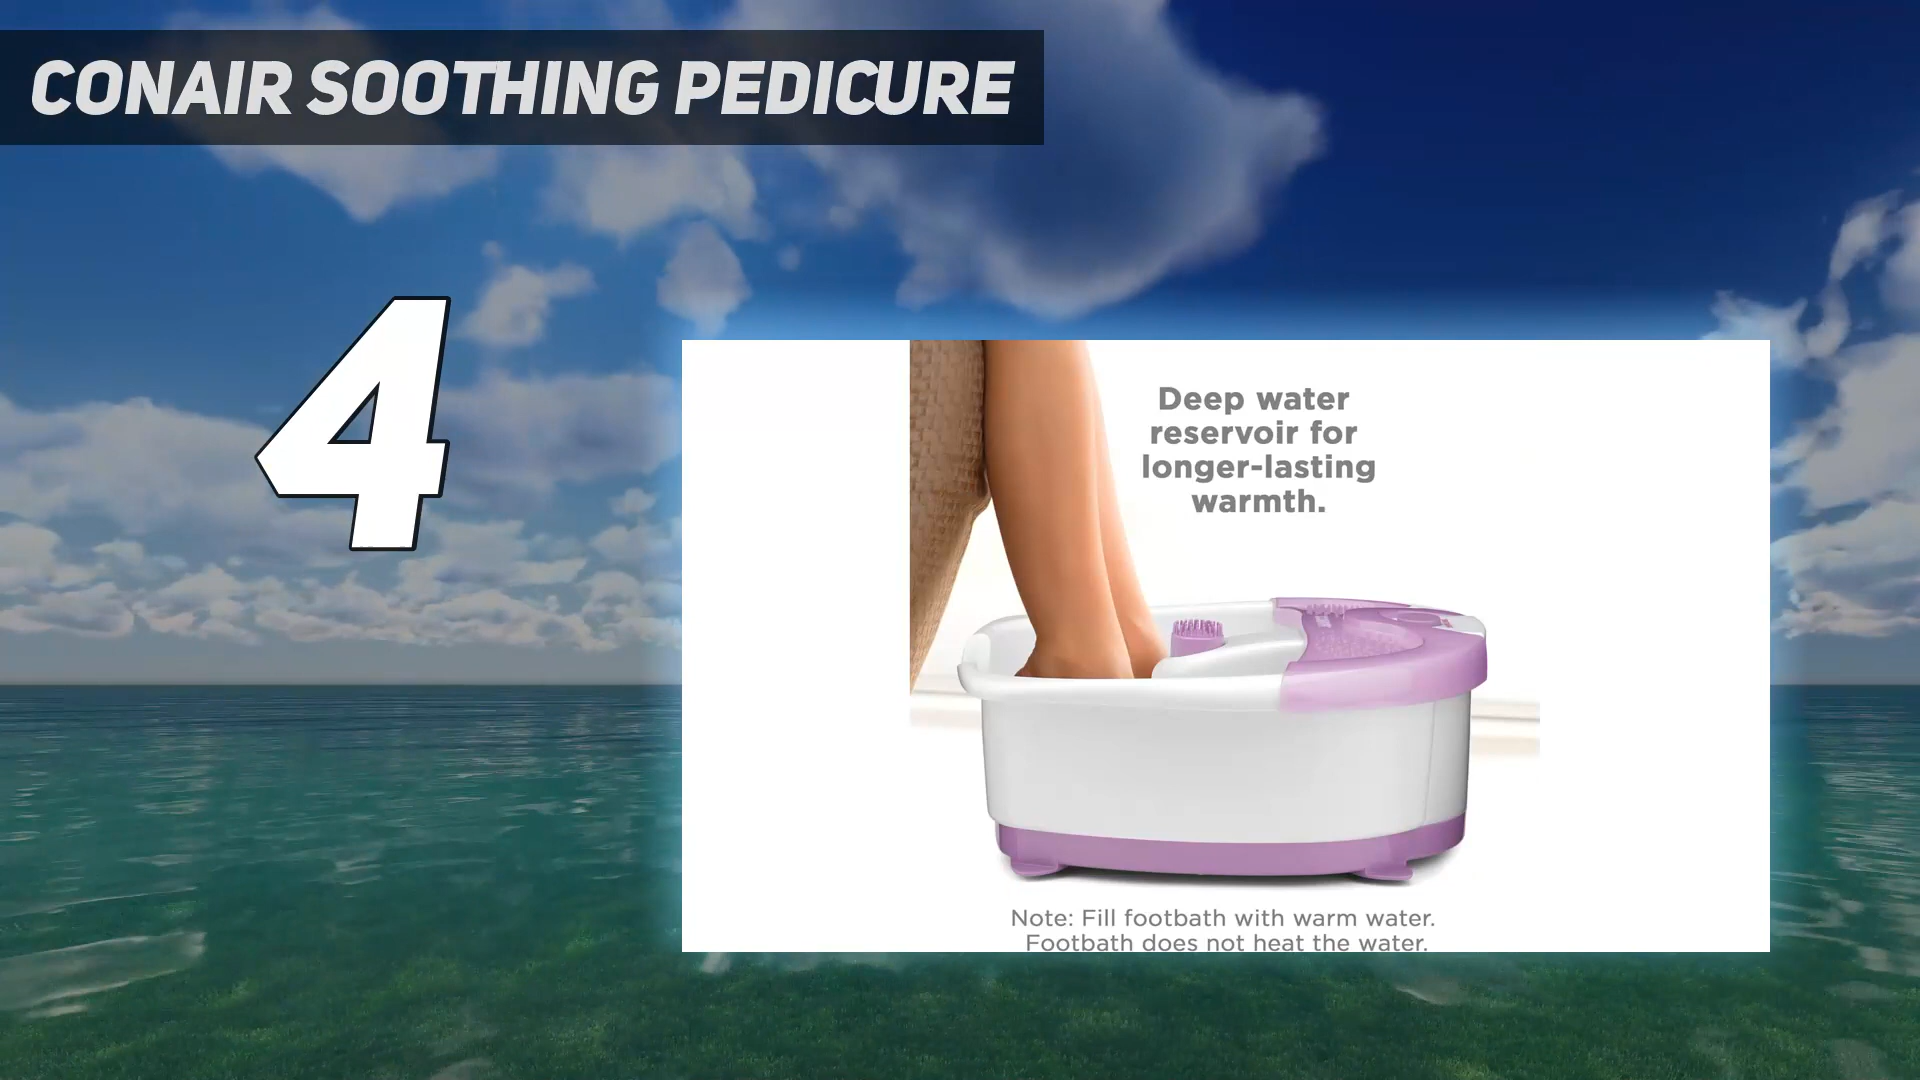 CONAIR SOOTHING PEDICURE
4
Deep water
reservoir for
longer-lasting
warmth.
Note: Fill footbath with warm water.
Footbath does not heat the water.